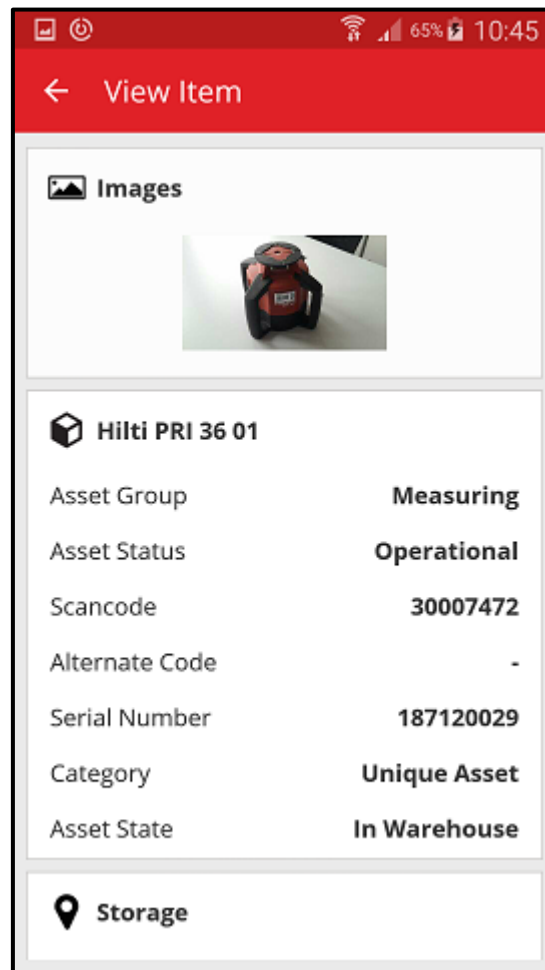 65% 10:45
View Item
Images
Hilti PRI 36 01
Asset Group Measuring
Asset Status Operational
Scancode 30007472
Alternate Code -
Serial Number 187120029
Category Unique Asset
Asset State In Warehouse
Storage